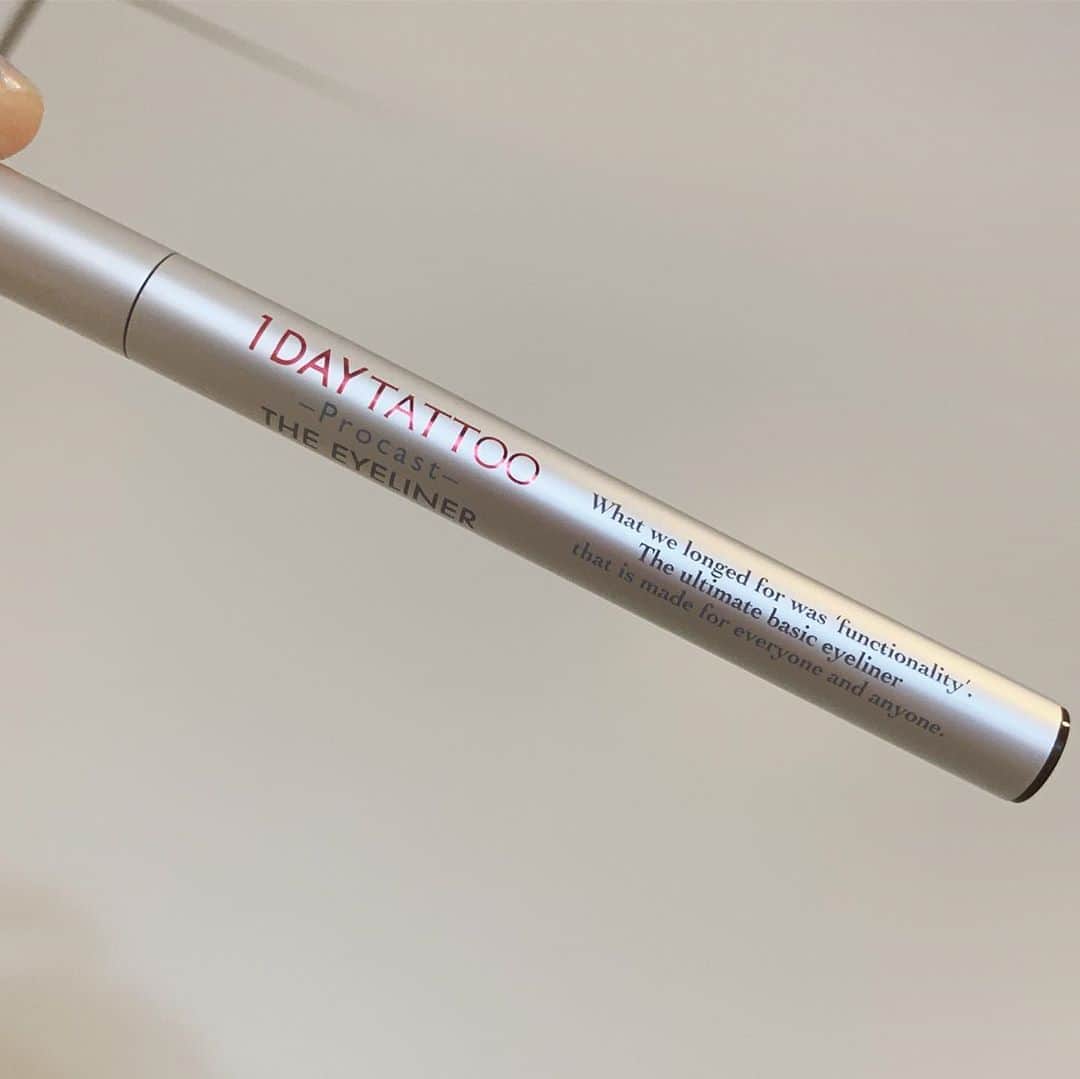 1DAYTATTOO
–Procast–
THE EYELINER
What we longed for was ‘functionality’.
The ultimate basic eyeliner
that is made for everyone and anyone.